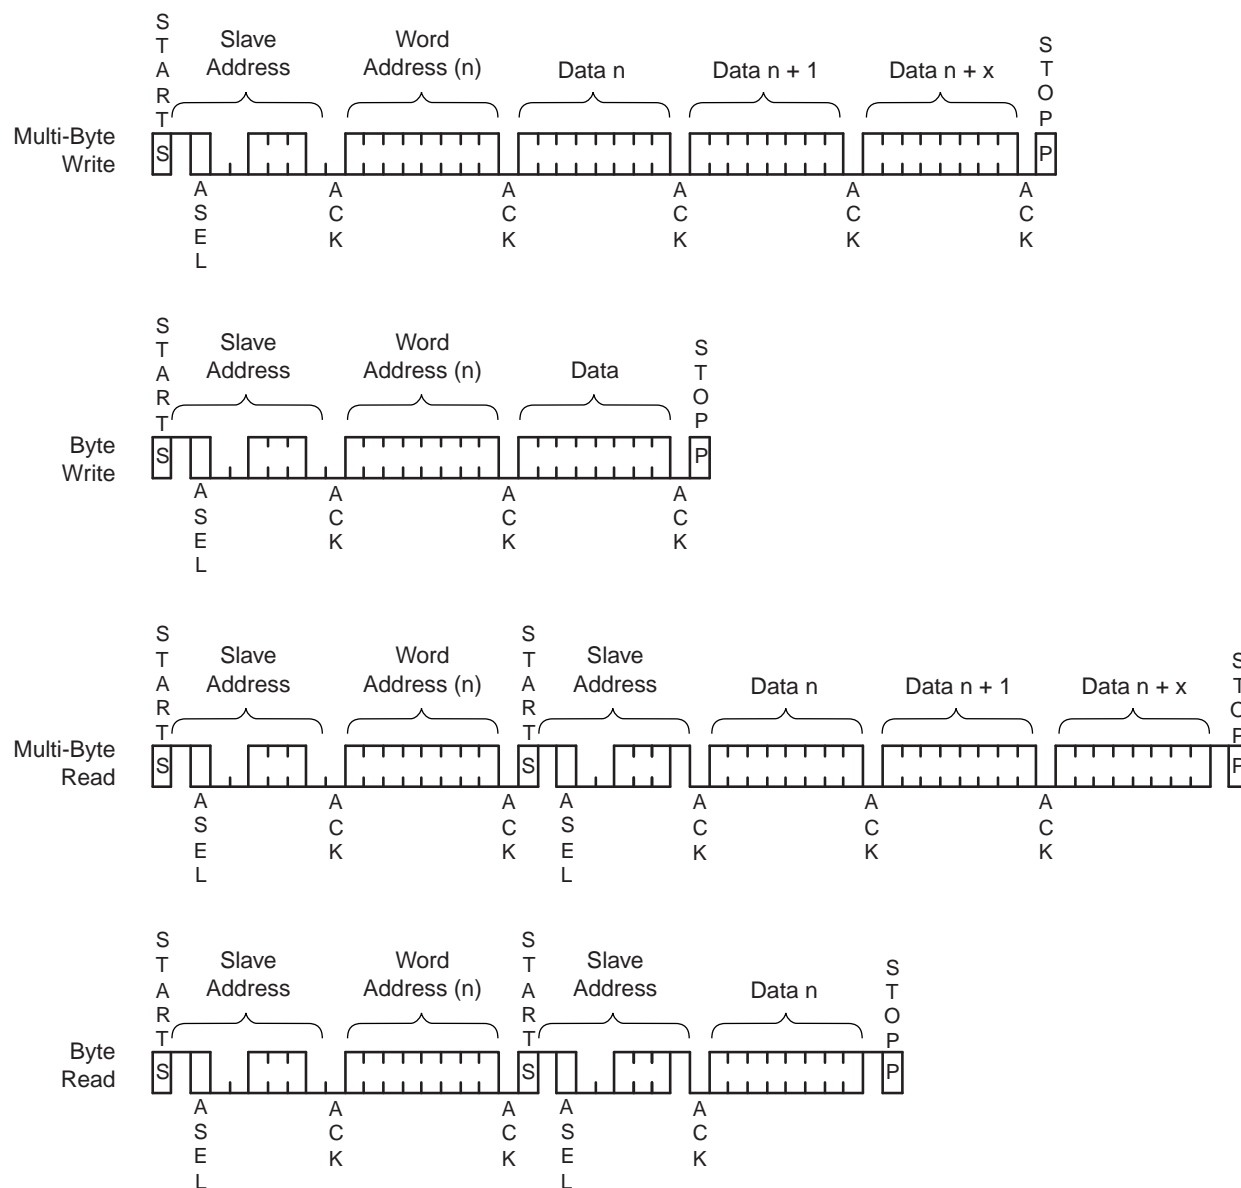 START
Slave
Address
Word
Address (n)
Data n
Data n + 1
Data n + x
STOP
Multi-Byte
Write
S
P
ASEL
ACK
ACK
ACK
ACK
ACK
START
Slave
Address
Word
Address (n)
Data
STOP
Byte
Write
S
P
ASEL
ACK
ACK
ACK
START
Slave
Address
Word
Address (n)
START
Slave
Address
Data n
Data n + 1
Data n + x
STOP
Multi-Byte
Read
S
S
P
ASEL
ACK
ACK
ASEL
ACK
ACK
ACK
START
Slave
Address
Word
Address (n)
START
Slave
Address
Data n
STOP
Byte
Read
S
S
P
ASEL
ACK
ACK
ASEL
ACK